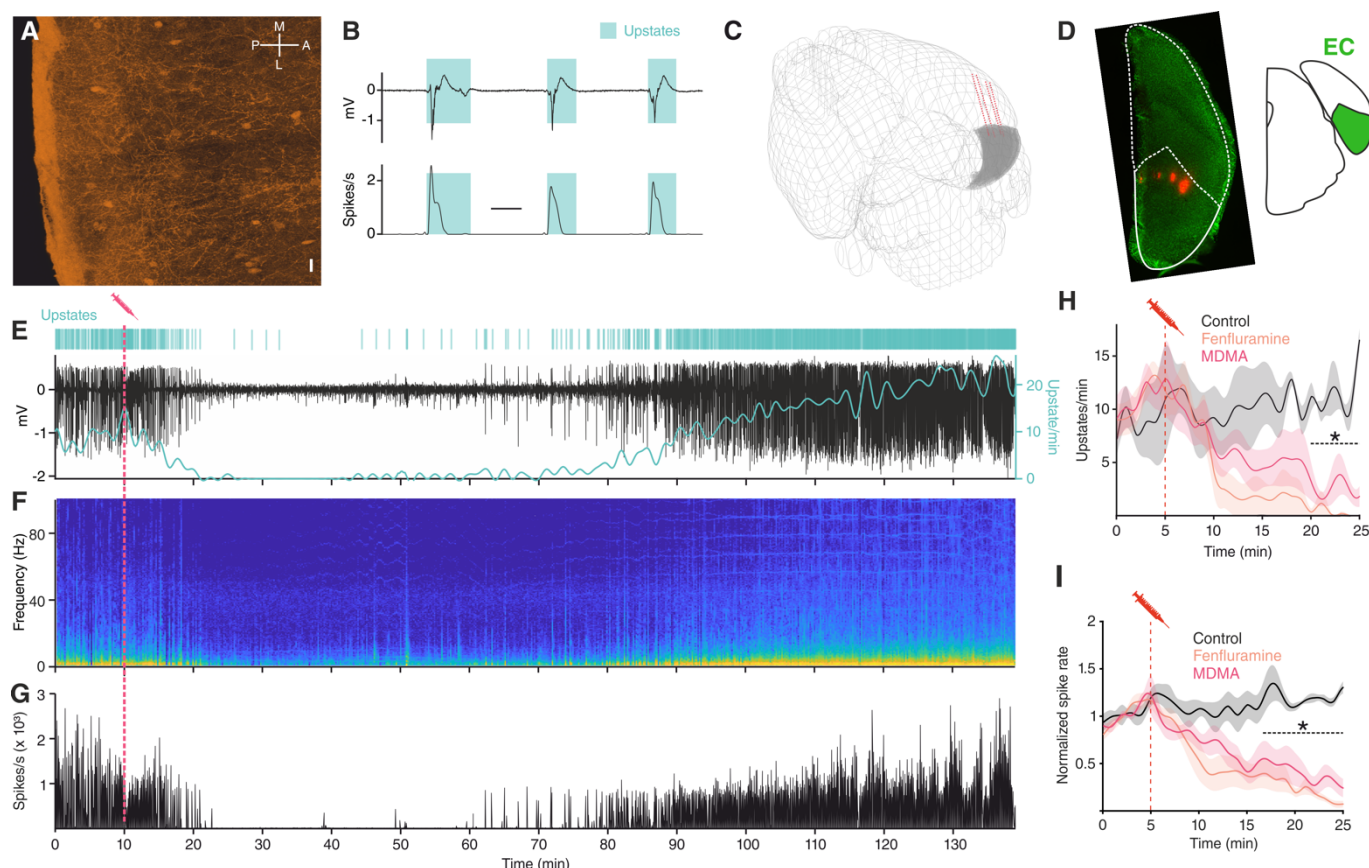 A
M
P A
L
B
Upstates
mV
0
-1
Spikes/s
2
0
C
D
EC
E
Upstates
mV
0
-1
-2
Upstate/min
20
10
0
F
Frequency (Hz)
80
40
0
G
Spikes/s (x 10³)
3
2
1
0 10 20 30 40 50 60 70 80 90 100 110 120 130
Time (min)
H
Control
Fenfluramine
MDMA
Upstates/min
15
10
5
*
0 5 10 15 20 25
Time (min)
I
Control
Fenfluramine
MDMA
Normalized spike rate
2
1.5
1
0.5
*
0 5 10 15 20 25
Time (min)